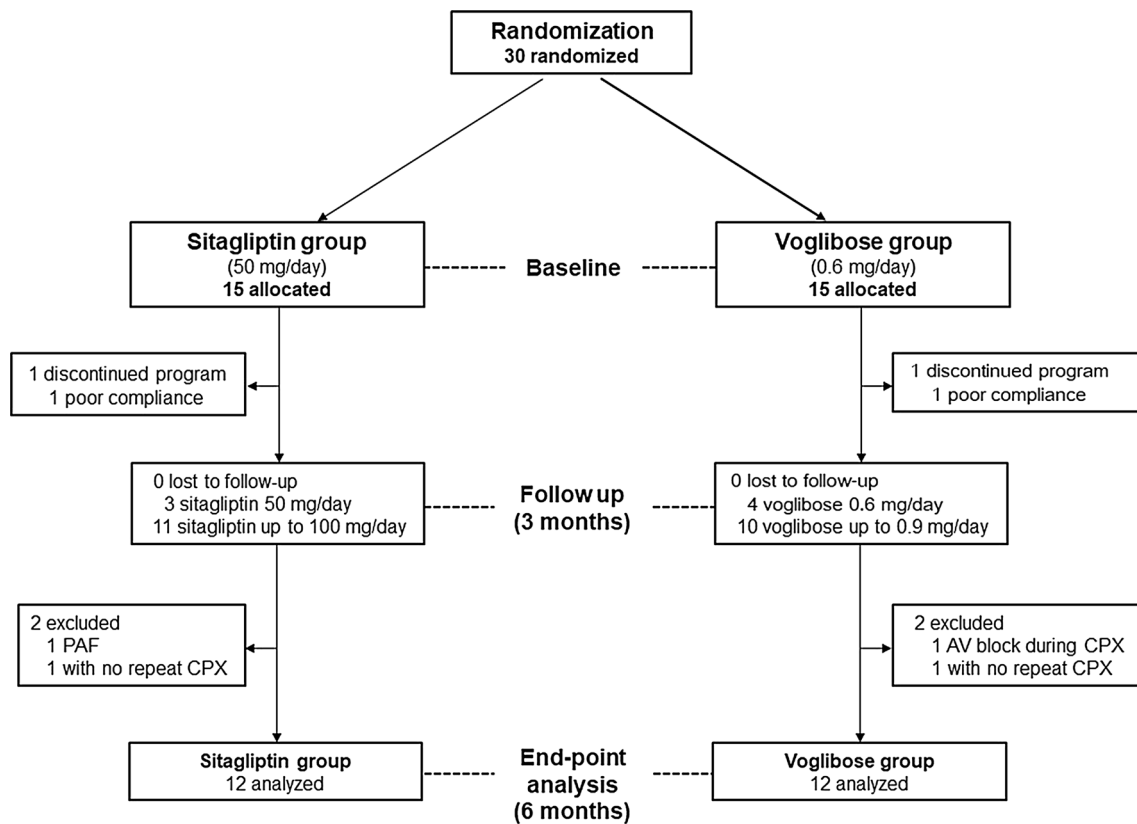 Randomization
30 randomized
Sitagliptin group
(50 mg/day)
15 allocated
Baseline
Voglibose group
(0.6 mg/day)
15 allocated
1 discontinued program
1 poor compliance
1 discontinued program
1 poor compliance
0 lost to follow-up
3 sitagliptin 50 mg/day
11 sitagliptin up to 100 mg/day
Follow up
(3 months)
0 lost to follow-up
4 voglibose 0.6 mg/day
10 voglibose up to 0.9 mg/day
2 excluded
1 PAF
1 with no repeat CPX
2 excluded
1 AV block during CPX
1 with no repeat CPX
Sitagliptin group
12 analyzed
End-point
analysis
(6 months)
Voglibose group
12 analyzed